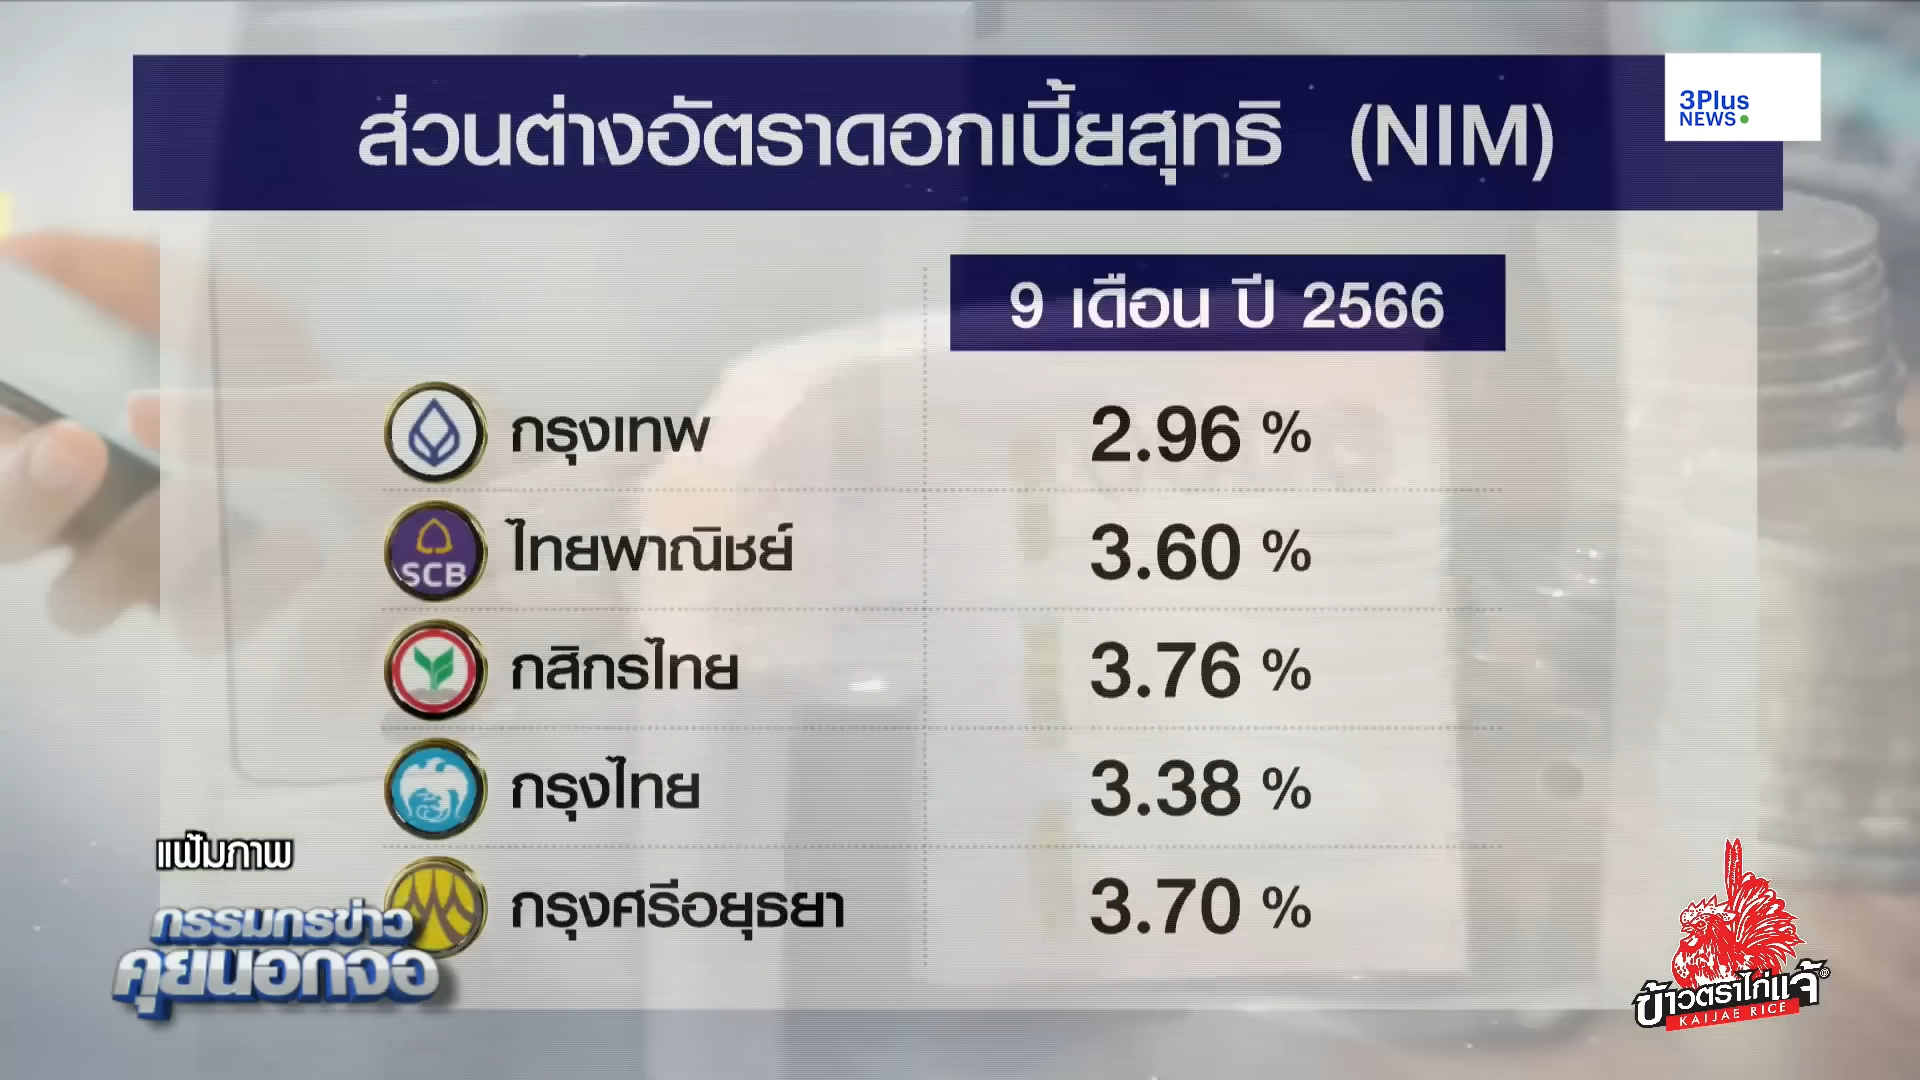 ส่วนต่างอัตราดอกเบี้ยสุทธิ (NIM)
3Plus
NEWS
9 เดือน ปี 2566
กรุงเทพ 2.96 %
SCB ไทยพาณิชย์ 3.60 %
กสิกรไทย 3.76 %
กรุงไทย 3.38 %
กรุงศรีอยุธยา 3.70 %
แฟ้มภาพ
กรรมกรข่าว
คุยนอกจอ
ข้าวตราไก่แจ้®
KAIJAE RICE